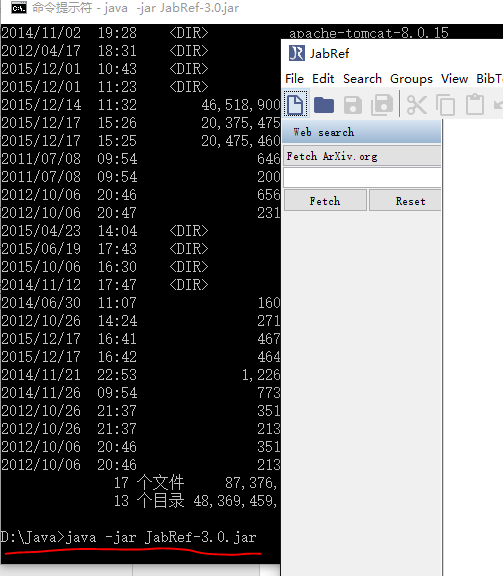 命令提示符 - java -jar JabRef-3.0.jar
2014/11/02 19:28 <DIR> apache-tomcat-8.0.15
2012/04/17 18:31 <DIR>
2015/12/01 10:43 <DIR>
2015/12/01 11:23 <DIR>
2015/12/14 11:32 46,518,900
2015/12/17 15:26 20,375,475
2015/12/17 15:25 20,475,460
2011/07/08 09:54 646
2011/07/08 09:54 200
2012/10/06 20:46 656
2012/10/06 20:47 231
2015/04/23 14:04 <DIR>
2015/06/19 17:43 <DIR>
2015/10/06 16:30 <DIR>
2014/11/12 17:47 <DIR>
2014/06/30 11:07 160
2012/10/26 14:24 271
2015/12/17 16:41 467
2015/12/17 16:42 464
2014/11/21 22:53 1,226
2014/11/26 09:54 773
2012/10/26 21:37 351
2012/10/26 21:37 213
2012/10/06 20:46 351
2012/10/06 20:46 213
17 个文件 87,376,
13 个目录 48,369,459,
D:\Java>java -jar JabRef-3.0.jar
JabRef
File Edit Search Groups View BibT
Web search
Fetch ArXiv.org
Fetch Reset